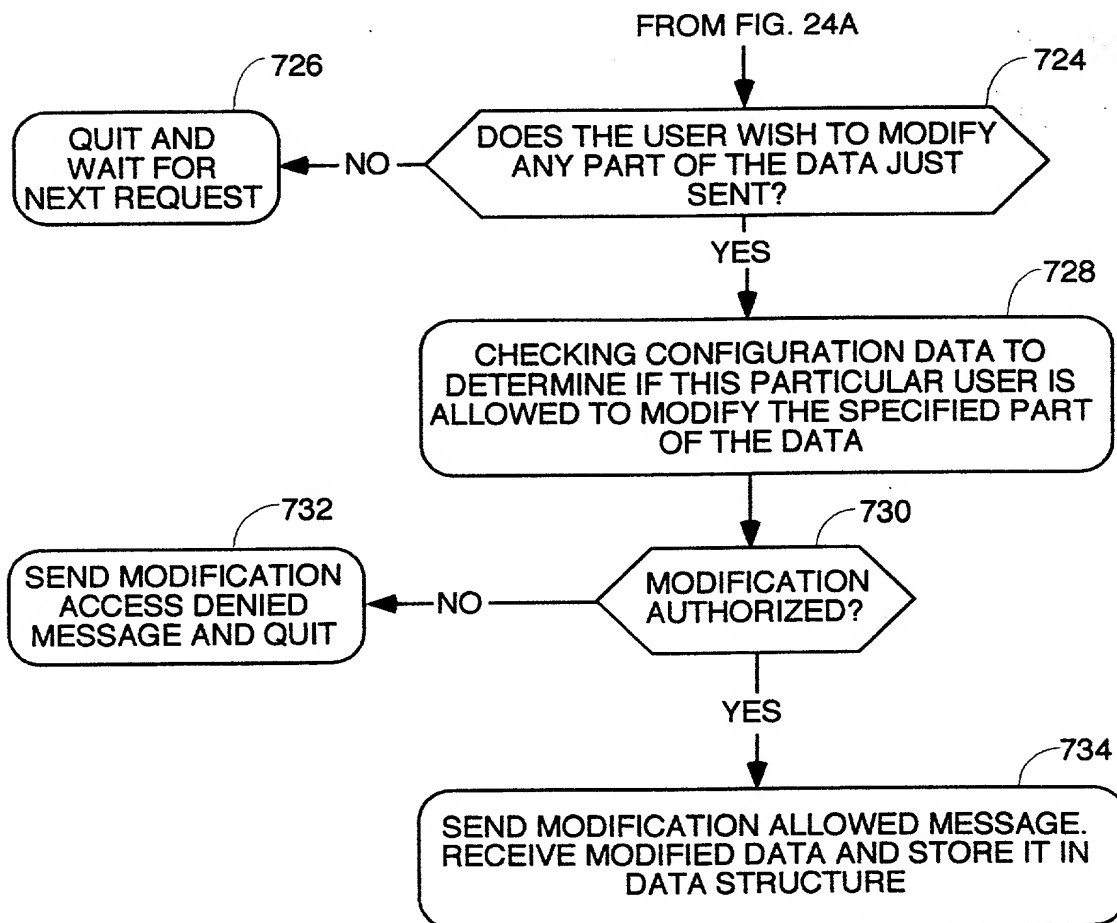 FROM FIG. 24A
726
724
QUIT AND
WAIT FOR
NEXT REQUEST
NO
DOES THE USER WISH TO MODIFY
ANY PART OF THE DATA JUST
SENT?
YES
728
CHECKING CONFIGURATION DATA TO
DETERMINE IF THIS PARTICULAR USER IS
ALLOWED TO MODIFY THE SPECIFIED PART
OF THE DATA
732
730
SEND MODIFICATION
ACCESS DENIED
MESSAGE AND QUIT
NO
MODIFICATION
AUTHORIZED?
YES
734
SEND MODIFICATION ALLOWED MESSAGE.
RECEIVE MODIFIED DATA AND STORE IT IN
DATA STRUCTURE